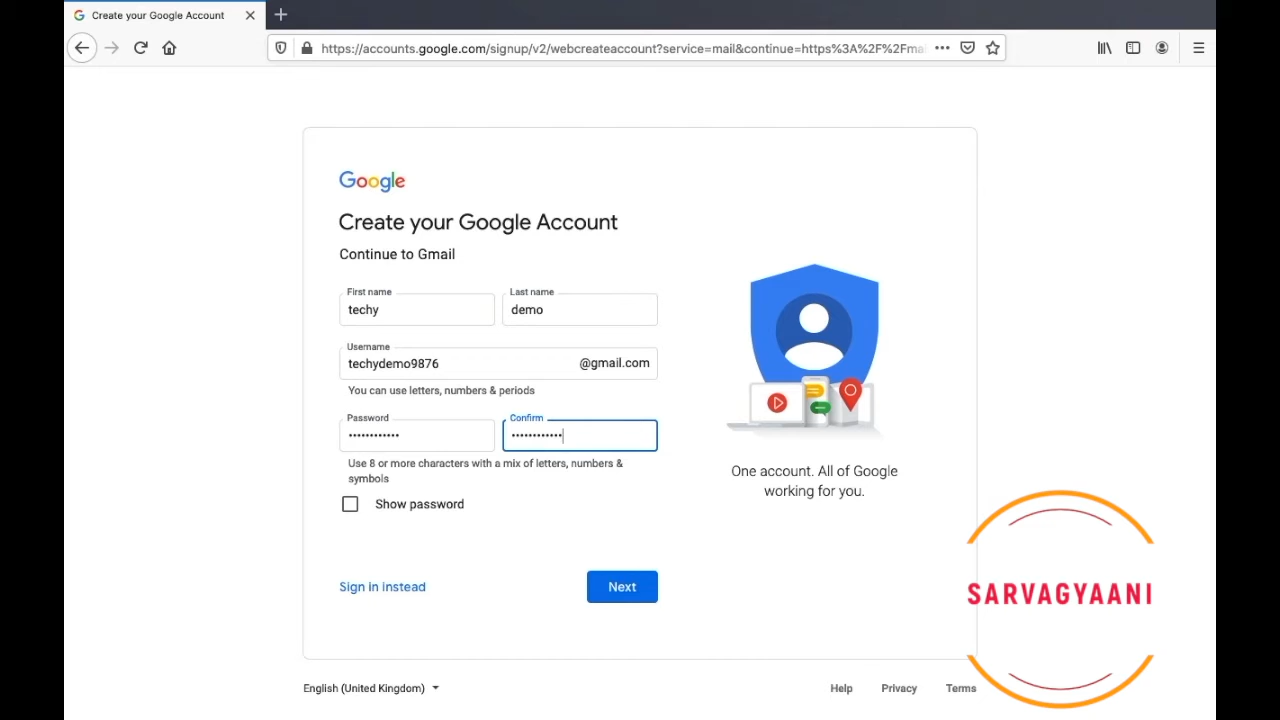 Create your Google Account
https://accounts.google.com/signup/v2/webcreateaccount?service=mail&continue=https%3A%2F%2Fma
Google
Create your Google Account
Continue to Gmail
First name
Last name
techy
demo
Username
techydemo9876
@gmail.com
You can use letters, numbers & periods
Password
Confirm
••••••••••••
••••••••••••
Use 8 or more characters with a mix of letters, numbers &
symbols
Show password
One account. All of Google
working for you.
Sign in instead
Next
SARVAGYAANI
English (United Kingdom)
Help
Privacy
Terms